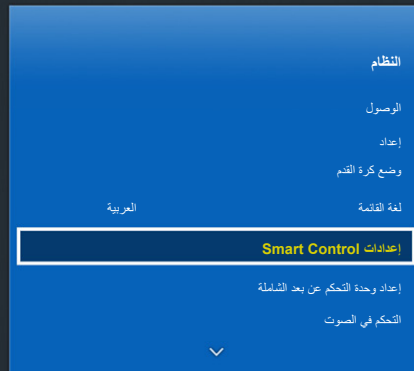 النظام
الوصول
إعداد
وضع كرة القدم
لغة القائمة العربية
إعدادات Smart Control
إعداد وحدة التحكم عن بعد الشاملة
التحكم في الصوت